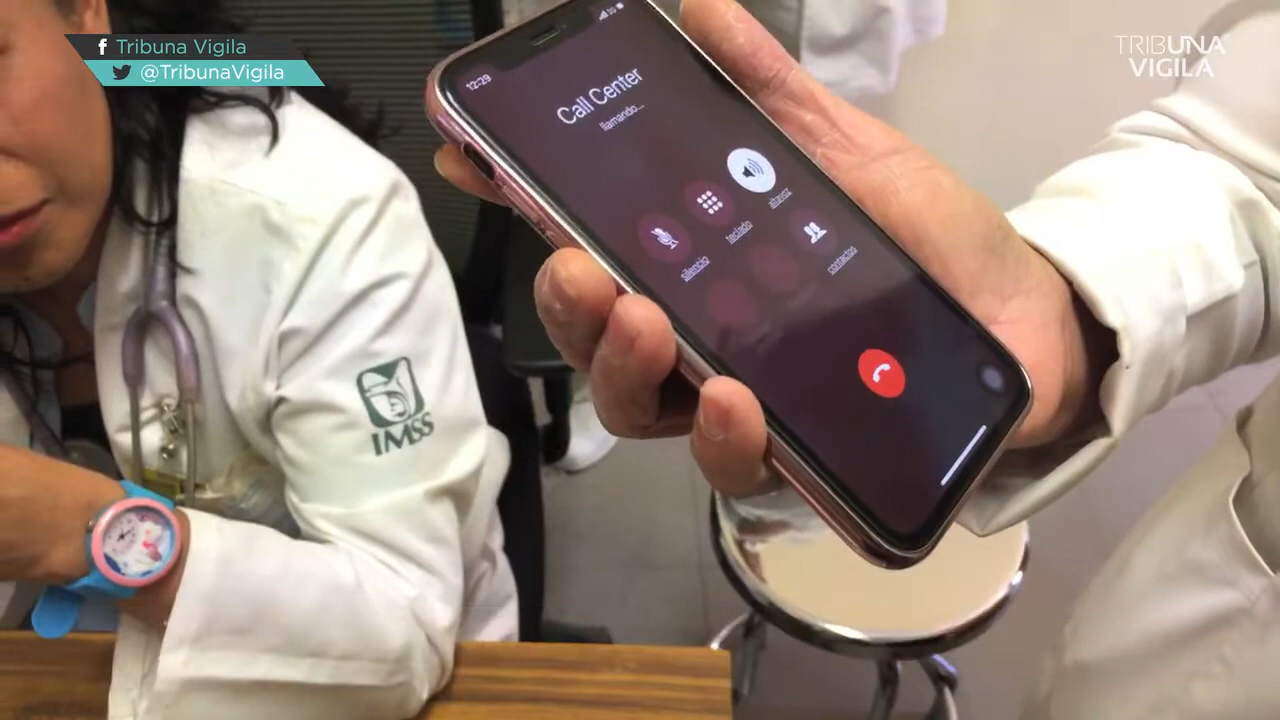 Tribuna Vigila
@TribunaVigila
TRIBUNA
VIGILA
12:29
Call Center
llamando...
silencio
teclado
altavoz
contactos
IMSS